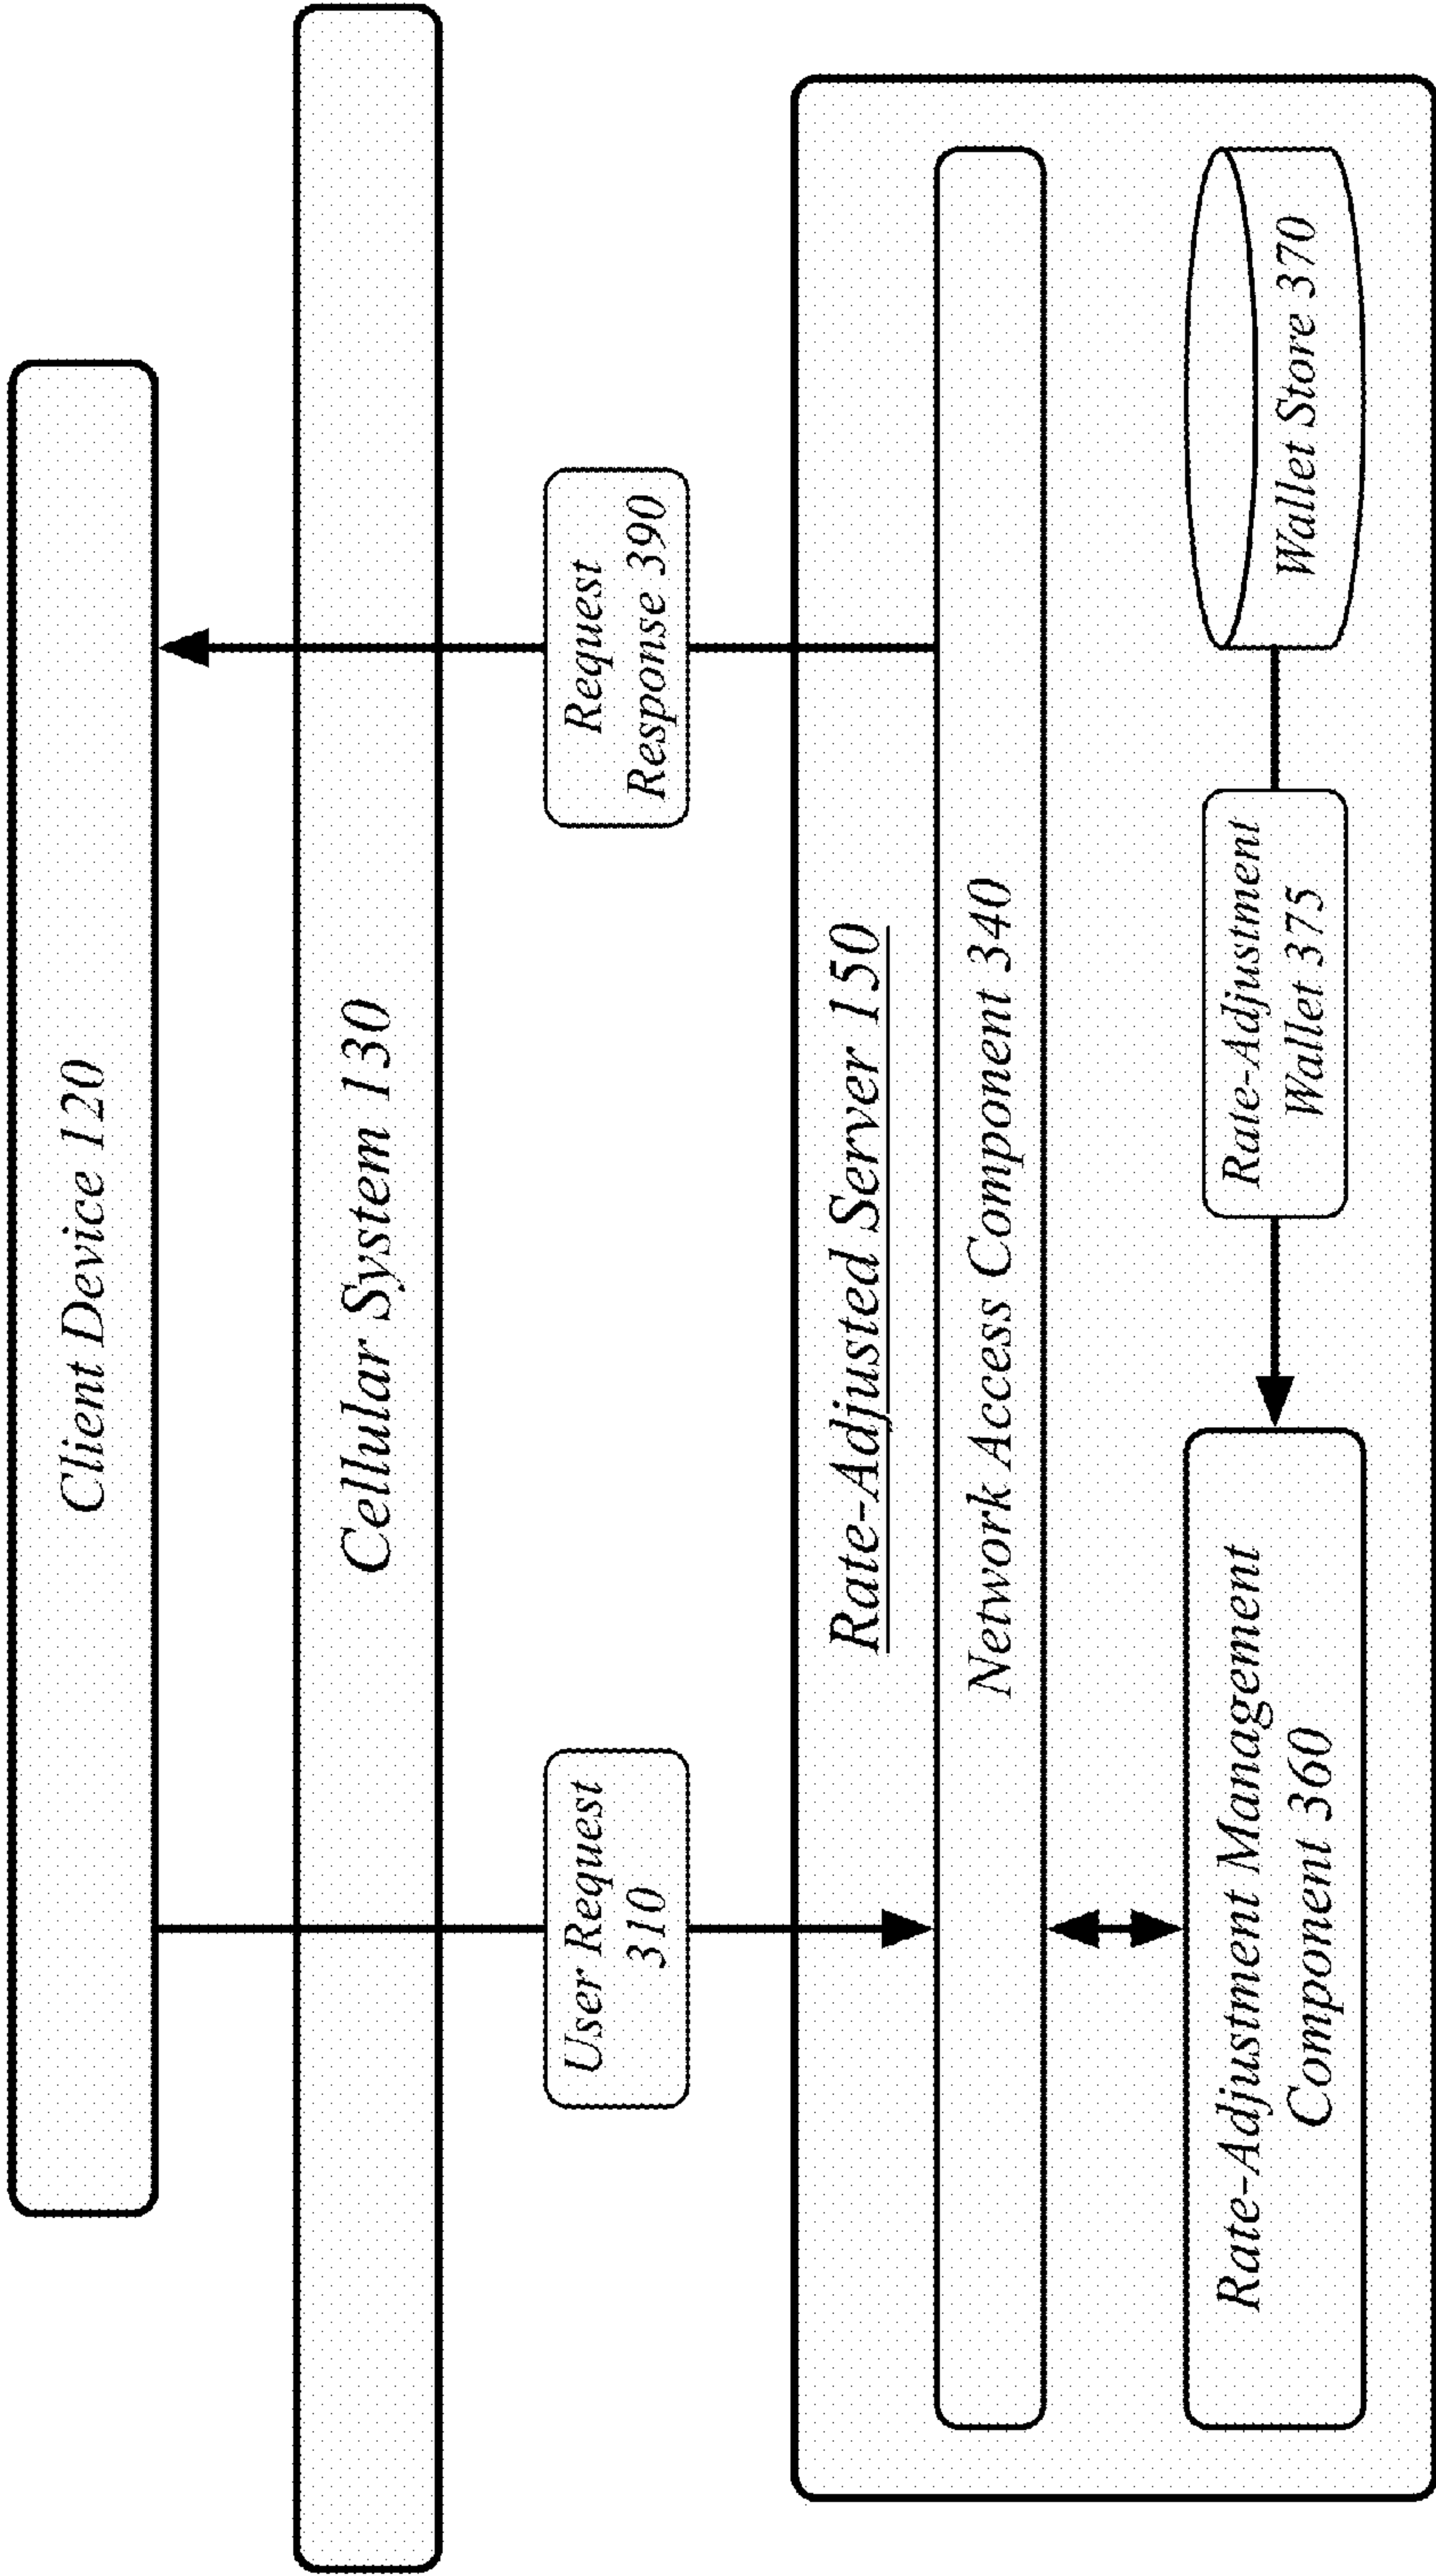 Client Device 120
Cellular System 130
User Request
310
Request
Response 390
Rate-Adjusted Server 150
Network Access Component 340
Rate-Adjustment Management
Component 360
Rate-Adjustment
Wallet 375
Wallet Store 370